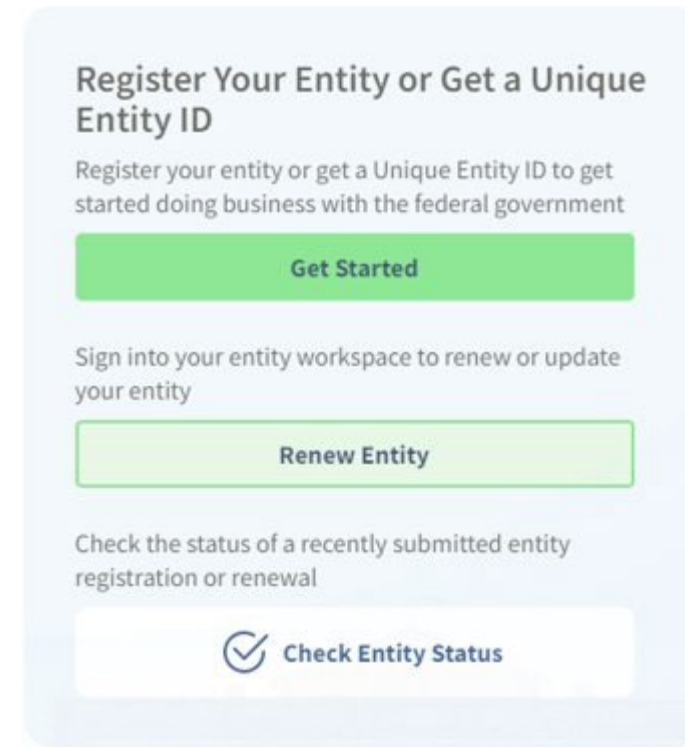 Register Your Entity or Get a Unique
Entity ID
Register your entity or get a Unique Entity ID to get
started doing business with the federal government
Get Started
Sign into your entity workspace to renew or update
your entity
Renew Entity
Check the status of a recently submitted entity
registration or renewal
Check Entity Status